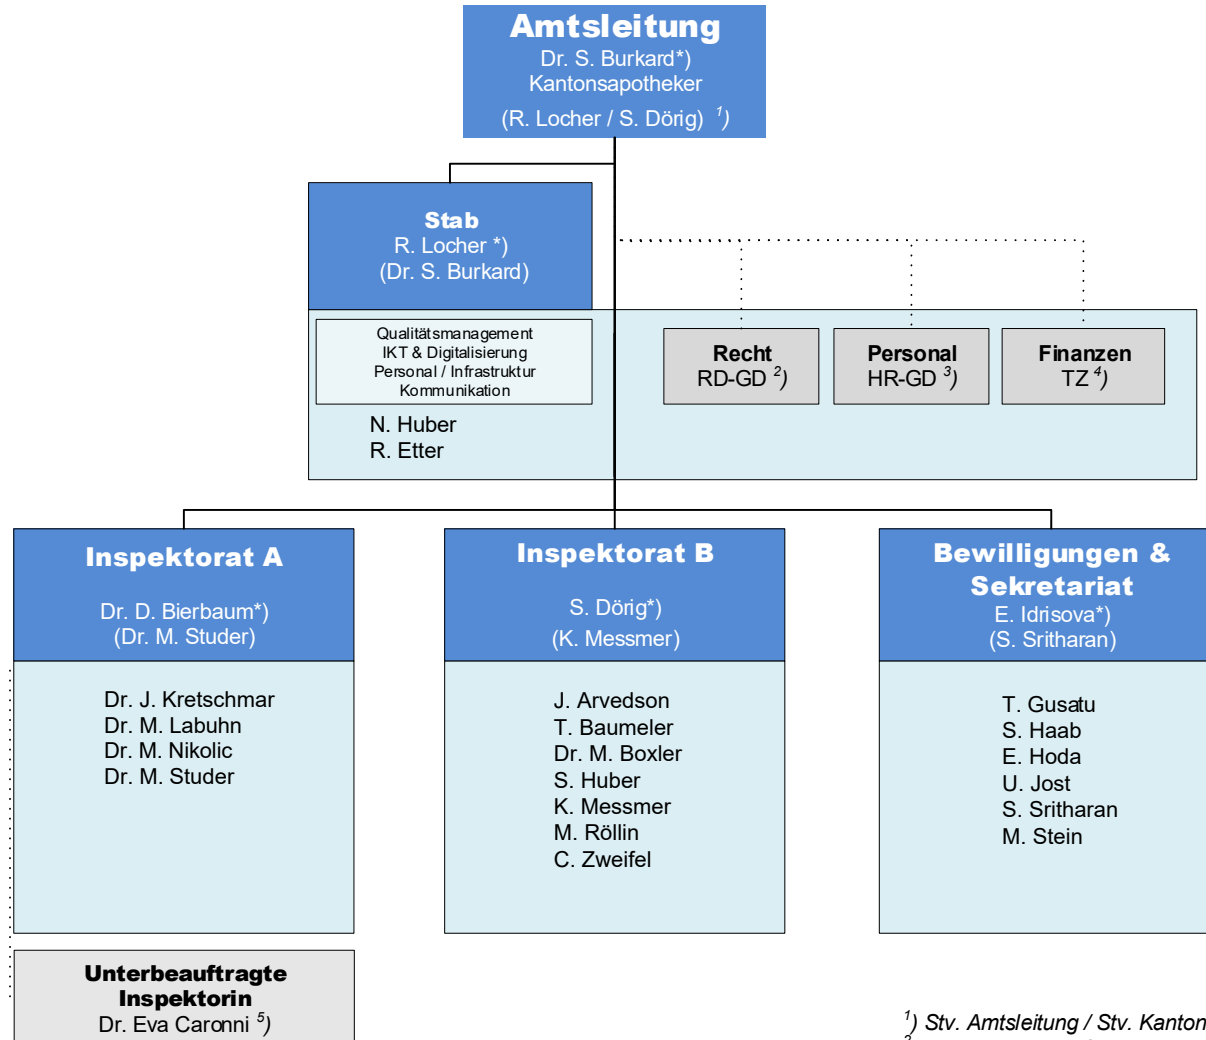 Amtsleitung
Dr. S. Burkard*)
Kantonsapotheker
(R. Locher / S. Dörig) 1)
Stab
R. Locher *)
(Dr. S. Burkard)
Qualitätsmanagement
IKT & Digitalisierung
Personal / Infrastruktur
Kommunikation
N. Huber
R. Etter
Recht
RD-GD 2)
Personal
HR-GD 3)
Finanzen
TZ 4)
Inspektorat A
Dr. D. Bierbaum*)
(Dr. M. Studer)
Dr. J. Kretschmar
Dr. M. Labuhn
Dr. M. Nikolic
Dr. M. Studer
Unterbeauftragte
Inspektorin
Dr. Eva Caronni 5)
Inspektorat B
S. Dörig*)
(K. Messmer)
J. Arvedson
T. Baumeler
Dr. M. Boxler
S. Huber
K. Messmer
M. Röllin
C. Zweifel
Bewilligungen &
Sekretariat
E. Idrisova*)
(S. Sritharan)
T. Gusatu
S. Haab
E. Hoda
U. Jost
S. Sritharan
M. Stein
1) Stv. Amtsleitung / Stv. Kanton
2